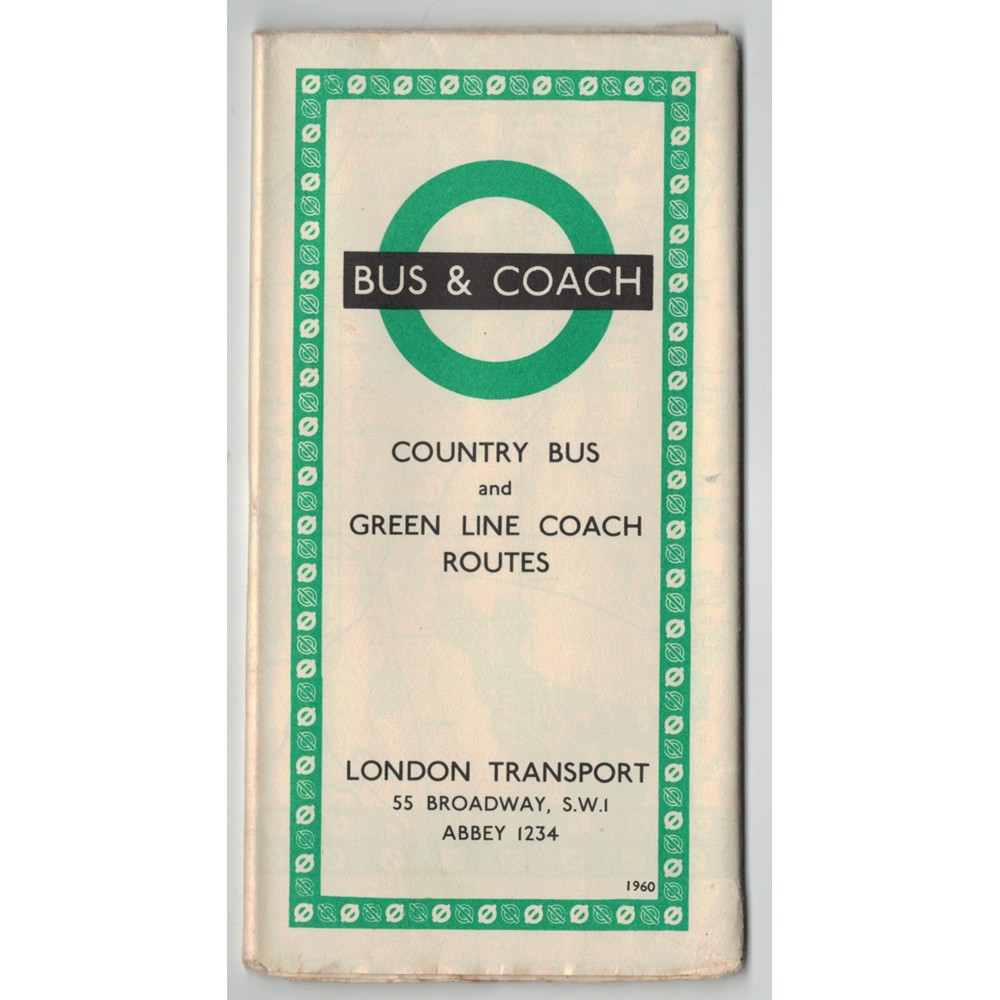 BUS & COACH
COUNTRY BUS
and
GREEN LINE COACH
ROUTES
LONDON TRANSPORT
55 BROADWAY, S.W.1
ABBEY 1234
1960